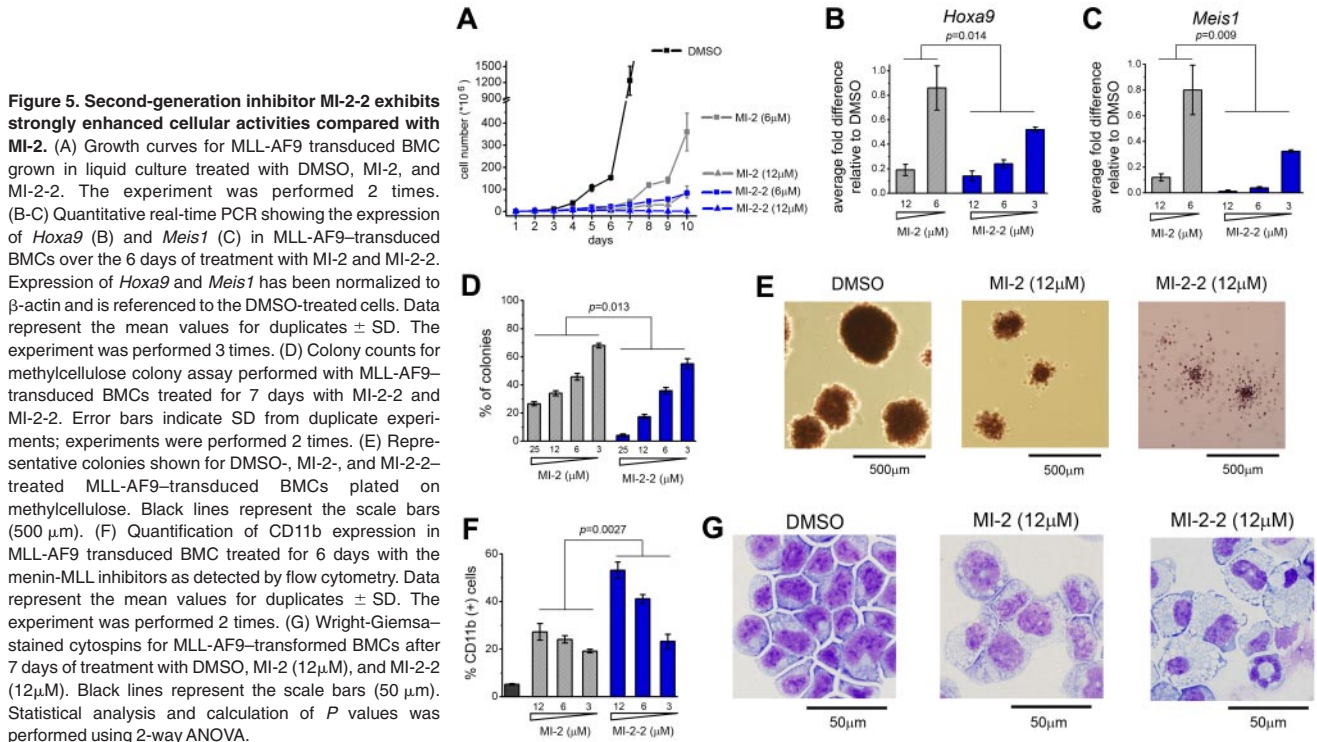 Figure 5. Second-generation inhibitor MI-2-2 exhibits
strongly enhanced cellular activities compared with
MI-2. (A) Growth curves for MLL-AF9 transduced BMC
grown in liquid culture treated with DMSO, MI-2, and
MI-2-2. The experiment was performed 2 times.
(B-C) Quantitative real-time PCR showing the expression
of Hoxa9 (B) and Meis1 (C) in MLL-AF9–transduced
BMCs over the 6 days of treatment with MI-2 and MI-2-2.
Expression of Hoxa9 and Meis1 has been normalized to
β-actin and is referenced to the DMSO-treated cells. Data
represent the mean values for duplicates ± SD. The
experiment was performed 3 times. (D) Colony counts for
methylcellulose colony assay performed with MLL-AF9–
transduced BMCs treated for 7 days with MI-2-2 and
MI-2-2. Error bars indicate SD from duplicate experi-
ments; experiments were performed 2 times. (E) Repre-
sentative colonies shown for DMSO-, MI-2-, and MI-2-2–
treated MLL-AF9–transduced BMCs plated on
methylcellulose. Black lines represent the scale bars
(500 μm). (F) Quantification of CD11b expression in
MLL-AF9 transduced BMC treated for 6 days with the
menin-MLL inhibitors as detected by flow cytometry. Data
represent the mean values for duplicates ± SD. The
experiment was performed 2 times. (G) Wright-Giemsa–
stained cytospins for MLL-AF9–transformed BMCs after
7 days of treatment with DMSO, MI-2 (12μM), and MI-2-2
(12μM). Black lines represent the scale bars (50 μm).
Statistical analysis and calculation of P values was
performed using 2-way ANOVA.
A
DMSO
cell number (*10^6)
1500
1200
900
400
300
200
100
0
MI-2 (6μM)
MI-2 (12μM)
MI-2-2 (6μM)
MI-2-2 (12μM)
1 2 3 4 5 6 7 8 9 10
days
B
Hoxa9
p=0.014
average fold difference
relative to DMSO
1.0
0.8
0.6
0.4
0.2
0.0
12 6 12 6 3
MI-2 (μM) MI-2-2 (μM)
C
Meis1
p=0.009
average fold difference
relative to DMSO
1.0
0.8
0.6
0.4
0.2
0.0
12 6 12 6 3
MI-2 (μM) MI-2-2 (μM)
D
p=0.013
% of colonies
100
80
60
40
20
0
25 12 6 3 25 12 6 3
MI-2 (μM) MI-2-2 (μM)
E
DMSO MI-2 (12μM) MI-2-2 (12μM)
500μm 500μm 500μm
F
p=0.0027
% CD11b (+) cells
60
40
20
0
12 6 3 12 6 3
MI-2 (μM) MI-2-2 (μM)
G
DMSO MI-2 (12μM) MI-2-2 (12μM)
50μm 50μm 50μm